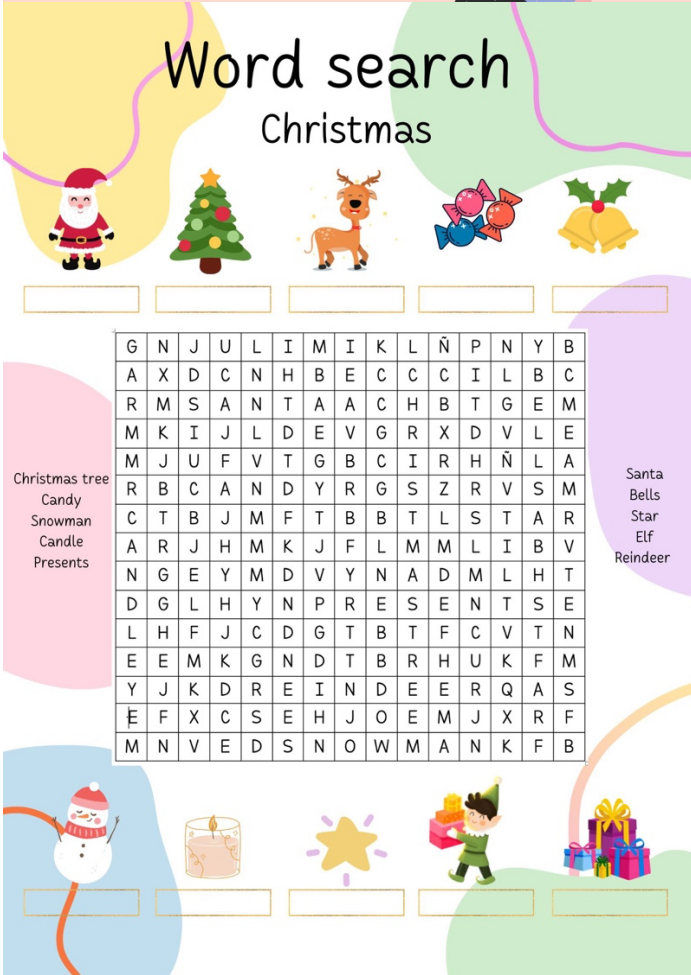 Word search
Christmas
G N J U L I M I K L Ñ P N Y B
A X D C N H B E C C C I L B C
R M S A N T A A C H B T G E M
M K I J L D E V G R X D V L E
M J U F V T G B C I R H Ñ L A
R B C A N D Y R G S Z R V S M
C T B J M F T B B T L S T A R
A R J H M K J F L M M L I B V
N G E Y M D V Y N A D M L H T
D G L H Y N P R E S E N T S E
L H F J C D G T B T F C V T N
E E M K G N D T B R H U K F M
Y J K D R E I N D E E R Q A S
E F X C S E H J O E M J X R F
M N V E D S N O W M A N K F B
Christmas tree
Candy
Snowman
Candle
Presents
Santa
Bells
Star
Elf
Reindeer